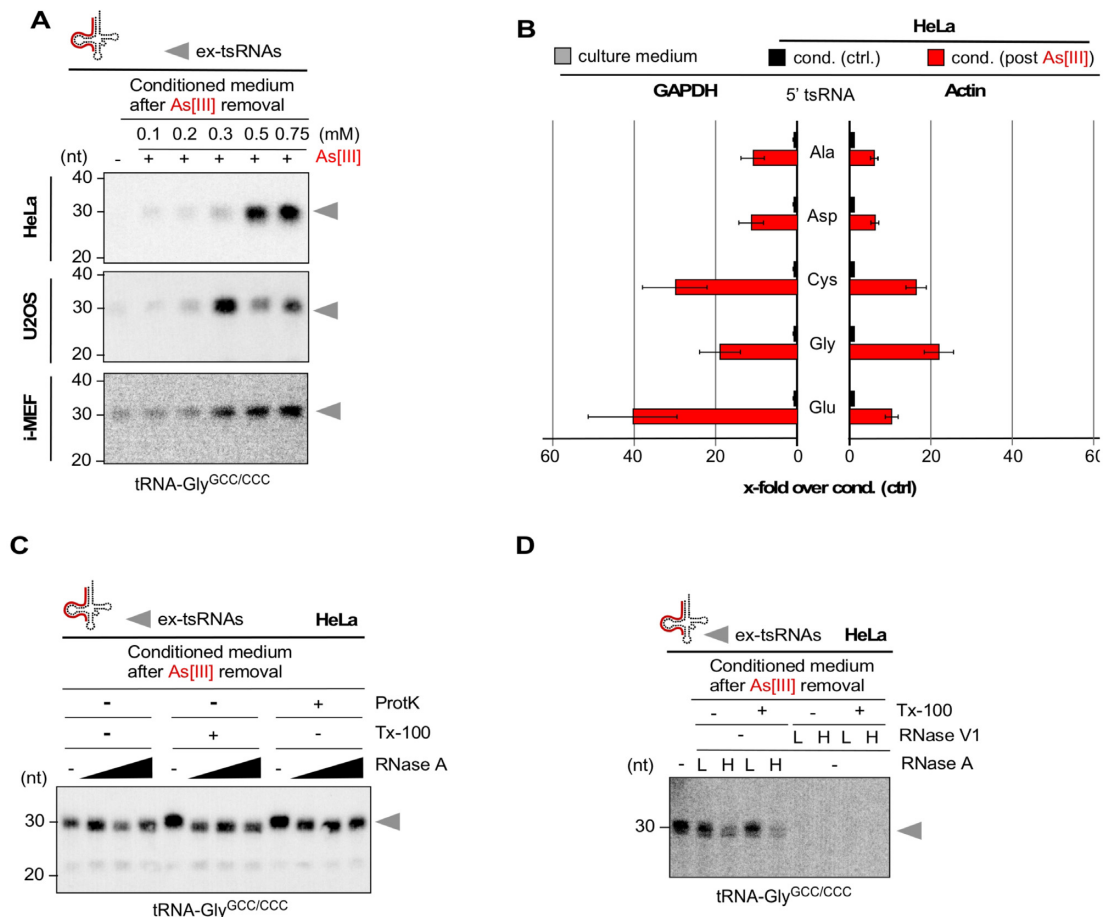 A
ex-tsRNAs
Conditioned medium
after As[III] removal
0.1 0.2 0.3 0.5 0.75 (mM)
(nt) - + + + + + As[III]
HeLa
40
30
20
U2OS
40
30
20
i-MEF
40
30
20
tRNA-GlyGCC/CCC
B
HeLa
culture medium cond. (ctrl.) cond. (post As[III])
GAPDH 5' tsRNA Actin
Ala
Asp
Cys
Gly
Glu
60 40 20 0 0 20 40 60
x-fold over cond. (ctrl)
C
ex-tsRNAs HeLa
Conditioned medium
after As[III] removal
- - + ProtK
- + - Tx-100
- - - RNase A
(nt)
30
20
tRNA-GlyGCC/CCC
D
ex-tsRNAs HeLa
Conditioned medium
after As[III] removal
- + - + Tx-100
- L H L H RNase V1
(nt) - L H L H - RNase A
30
tRNA-GlyGCC/CCC